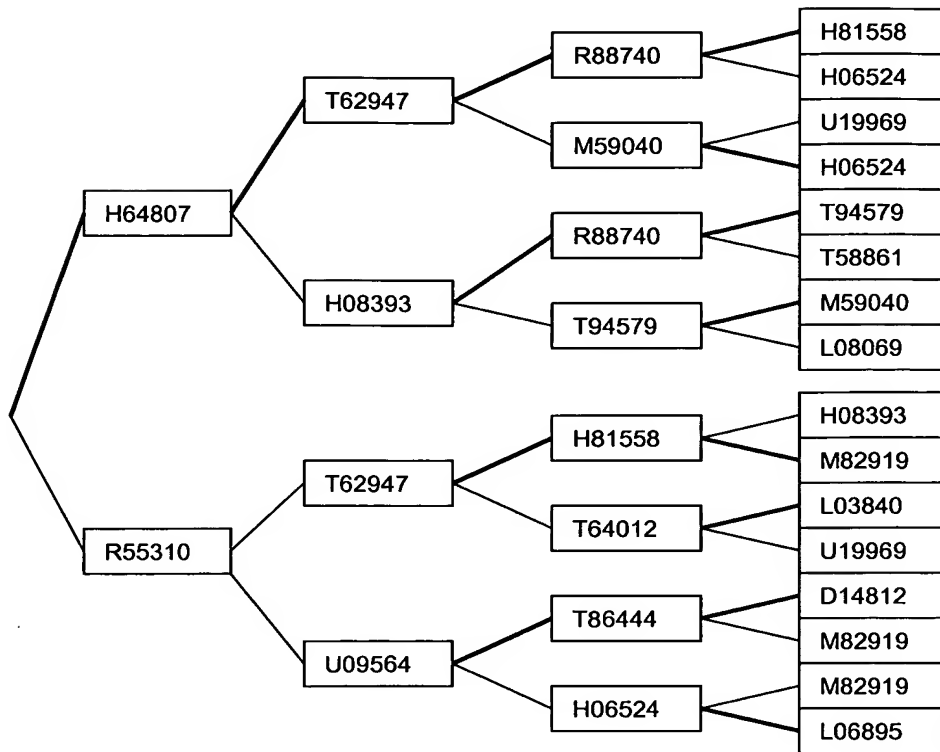 H81558
R88740
H06524
T62947
U19969
M59040
H06524
H64807
T94579
R88740
T58861
H08393
M59040
T94579
L08069
H08393
H81558
M82919
T62947
L03840
T64012
U19969
R55310
D14812
T86444
M82919
U09564
M82919
H06524
L06895